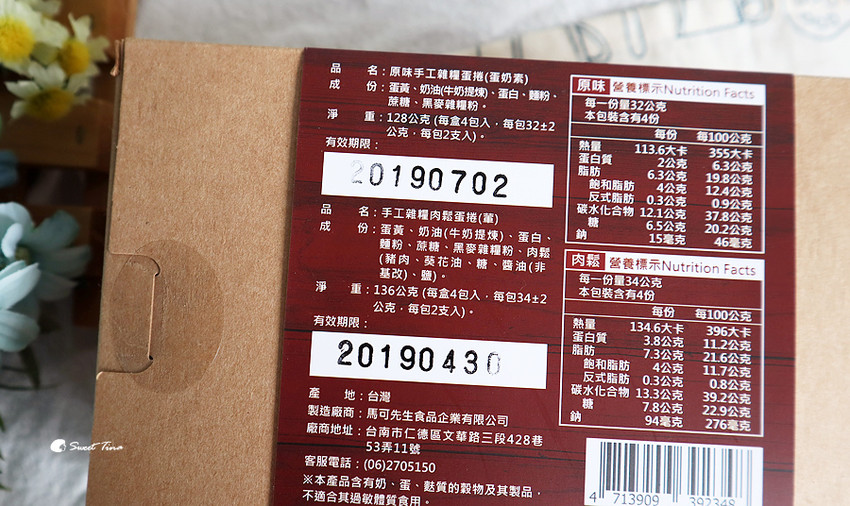 品　　名：原味手工雜糧蛋捲(蛋奶素)
成　　份：蛋黃、奶油(牛奶提煉)、蛋白、麵粉、
蔗糖、黑麥雜糧粉。
淨　　重：128公克 (每盒4包入，每包32±2
公克，每包2支入)。
有效期限：
20190702
品　　名：手工雜糧肉鬆蛋捲(葷)
成　　份：蛋黃、奶油(牛奶提煉)、蛋白、
麵粉、蔗糖、黑麥雜糧粉、肉鬆
(豬肉、葵花油、糖、醬油(非
基改)、鹽)。
淨　　重：136公克 (每盒4包入，每包34±2
公克，每包2支入)。
有效期限：
20190430
產　　地：台灣
製造廠商：馬可先生食品企業有限公司
廠商地址：台南市仁德區文華路三段428巷
53弄11號
客服電話：(06)2705150
※本產品含有奶、蛋、麩質的穀物及其製品，
不適合其過敏體質食用。
原味 營養標示Nutrition Facts
每一份量32公克
本包裝含有4份
每份 每100公克
熱量 113.6大卡 355大卡
蛋白質 2公克 6.3公克
脂肪 6.3公克 19.8公克
飽和脂肪 4公克 12.4公克
反式脂肪 0.3公克 0.9公克
碳水化合物 12.1公克 37.8公克
糖 6.5公克 20.2公克
鈉 15毫克 46毫克
肉鬆 營養標示Nutrition Facts
每一份量34公克
本包裝含有4份
每份 每100公克
熱量 134.6大卡 396大卡
蛋白質 3.8公克 11.2公克
脂肪 7.3公克 21.6公克
飽和脂肪 4公克 11.7公克
反式脂肪 0.3公克 0.8公克
碳水化合物 13.3公克 39.2公克
糖 7.8公克 22.9公克
鈉 94毫克 276毫克
4 713909 392348
Sweet Tina